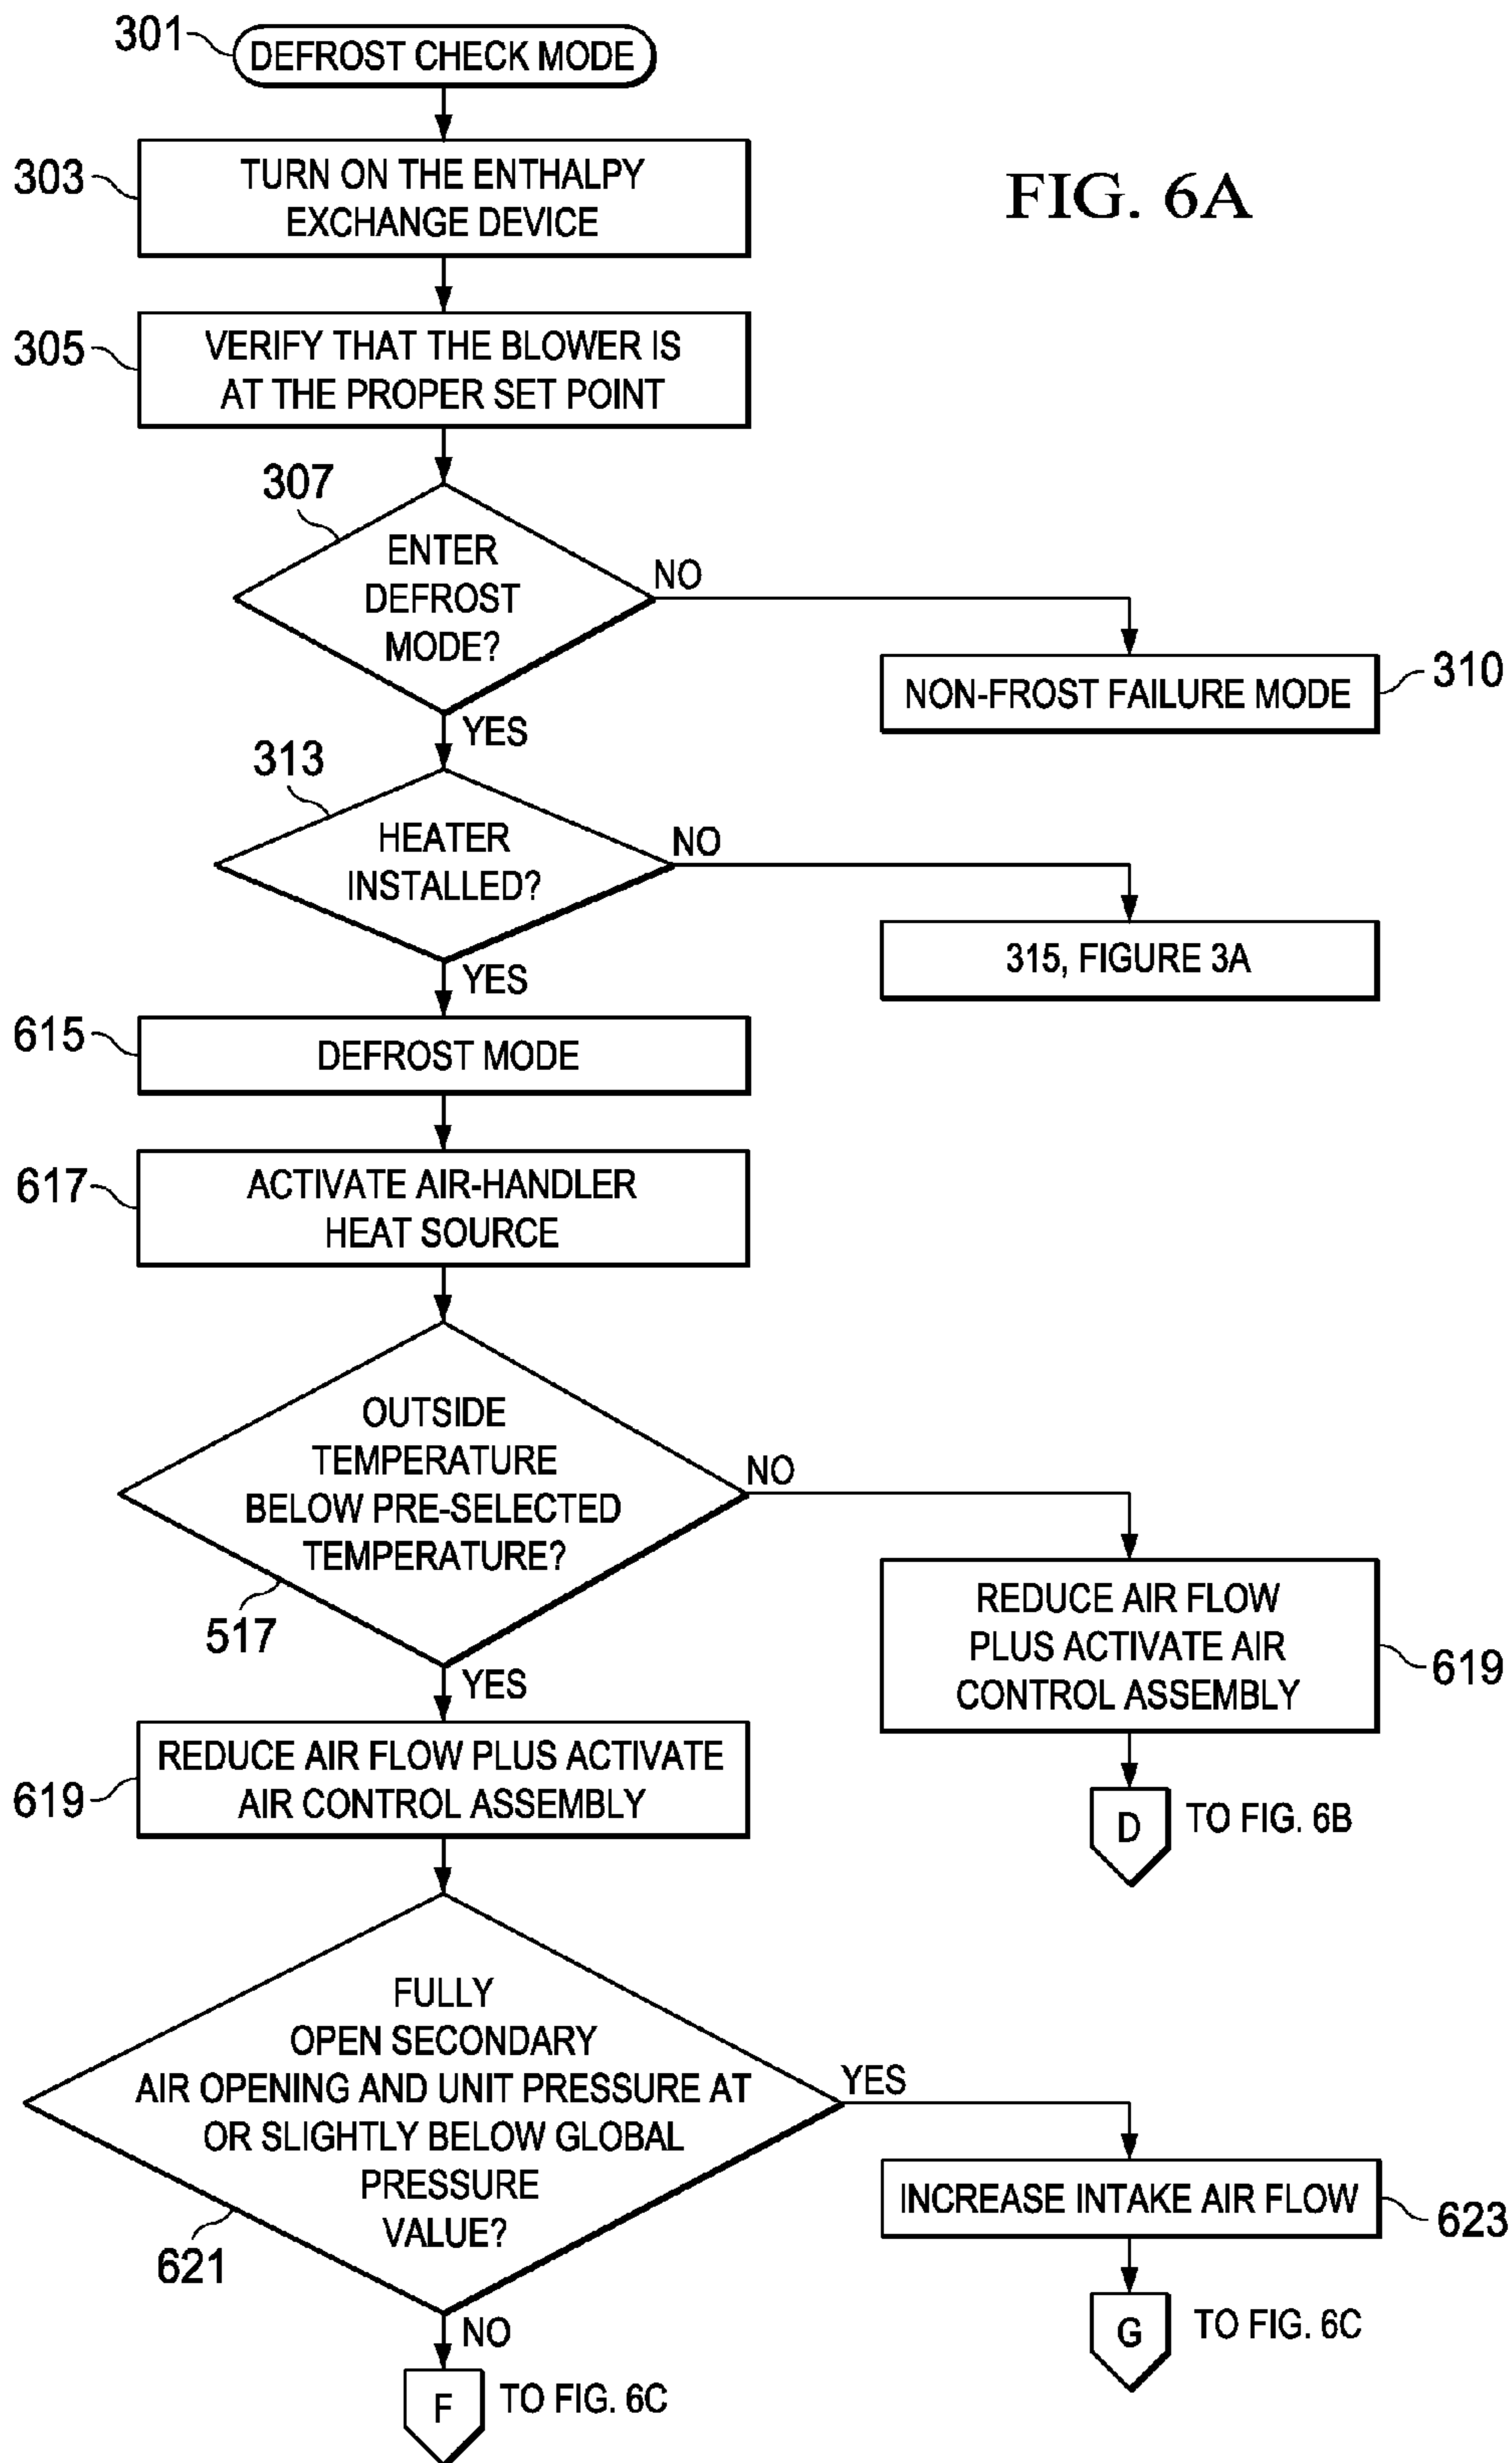 301
DEFROST CHECK MODE
303
TURN ON THE ENTHALPY
EXCHANGE DEVICE
FIG. 6A
305
VERIFY THAT THE BLOWER IS
AT THE PROPER SET POINT
307
ENTER
DEFROST
MODE?
NO
NON-FROST FAILURE MODE
310
YES
313
HEATER
INSTALLED?
NO
315, FIGURE 3A
YES
615
DEFROST MODE
617
ACTIVATE AIR-HANDLER
HEAT SOURCE
OUTSIDE
TEMPERATURE
BELOW PRE-SELECTED
TEMPERATURE?
517
NO
REDUCE AIR FLOW
PLUS ACTIVATE AIR
CONTROL ASSEMBLY
619
D
TO FIG. 6B
YES
619
REDUCE AIR FLOW PLUS ACTIVATE
AIR CONTROL ASSEMBLY
FULLY
OPEN SECONDARY
AIR OPENING AND UNIT PRESSURE AT
OR SLIGHTLY BELOW GLOBAL
PRESSURE
VALUE?
621
YES
INCREASE INTAKE AIR FLOW
623
G
TO FIG. 6C
NO
F
TO FIG. 6C